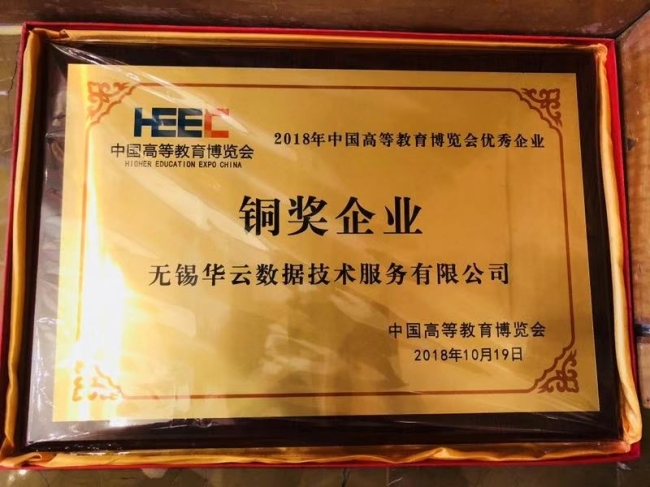 HEEC
中国高等教育博览会
HIGHER EDUCATION EXPO CHINA
2018年中国高等教育博览会优秀企业
铜奖企业
无锡华云数据技术服务有限公司
中国高等教育博览会
2018年10月19日